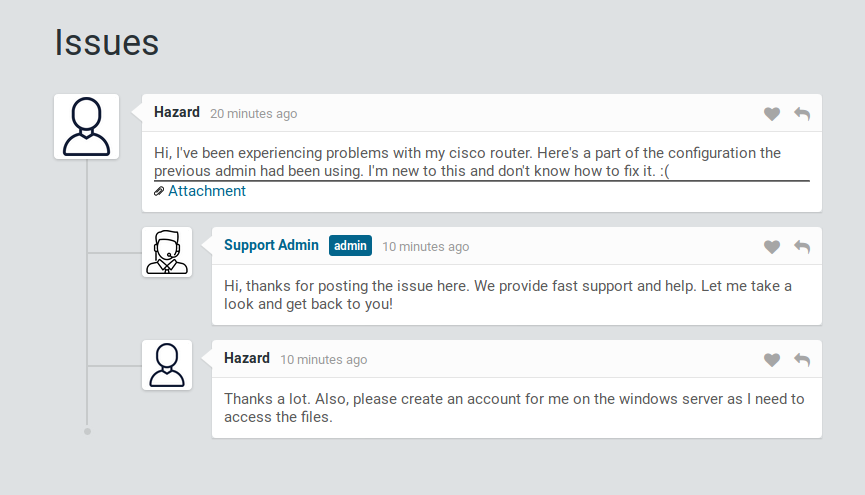 Issues
Hazard 20 minutes ago
Hi, I've been experiencing problems with my cisco router. Here's a part of the configuration the
previous admin had been using. I'm new to this and don't know how to fix it. :(
Attachment
Support Admin admin 10 minutes ago
Hi, thanks for posting the issue here. We provide fast support and help. Let me take a
look and get back to you!
Hazard 10 minutes ago
Thanks a lot. Also, please create an account for me on the windows server as I need to
access the files.